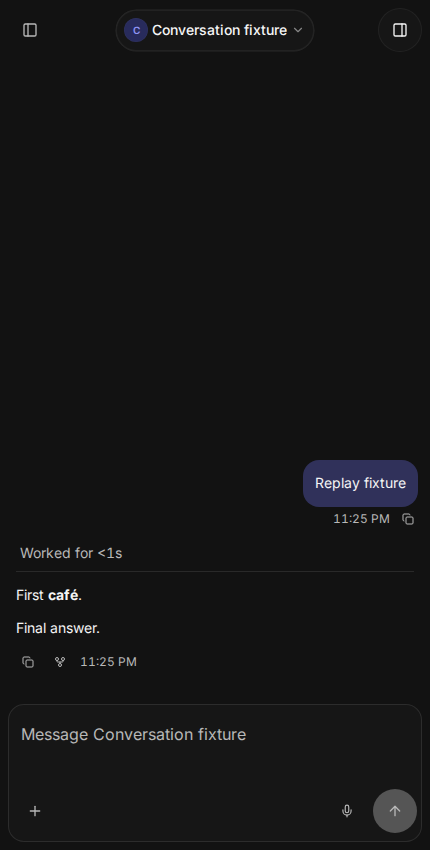 C Conversation fixture
Replay fixture
11:25 PM
Worked for <1s
First café.
Final answer.
11:25 PM
Message Conversation fixture